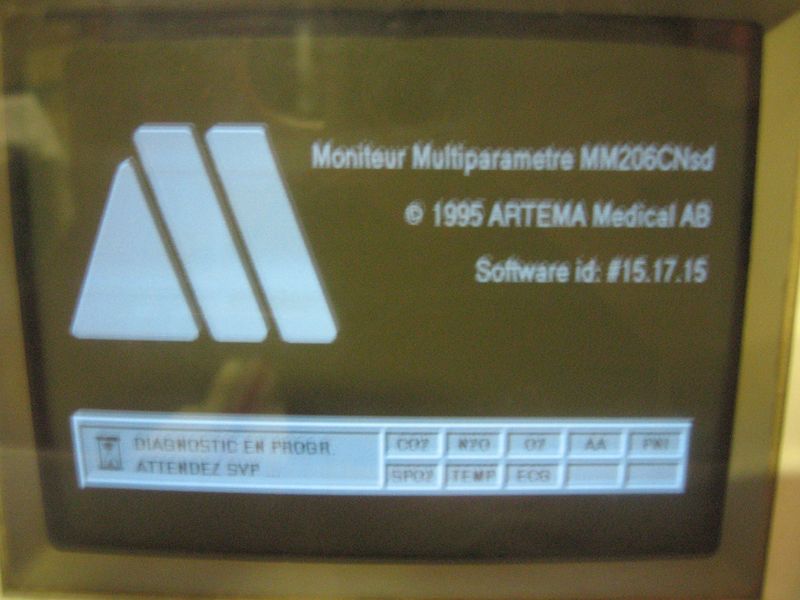 Moniteur Multiparametre MM206CNsd
© 1995 ARTEMA Medical AB
Software id: #15.17.15
DIAGNOSTIC EN PROGR.
ATTENDEZ SVP ...
CO2 N2O O2 AA PNI
SPO2 TEMP ECG